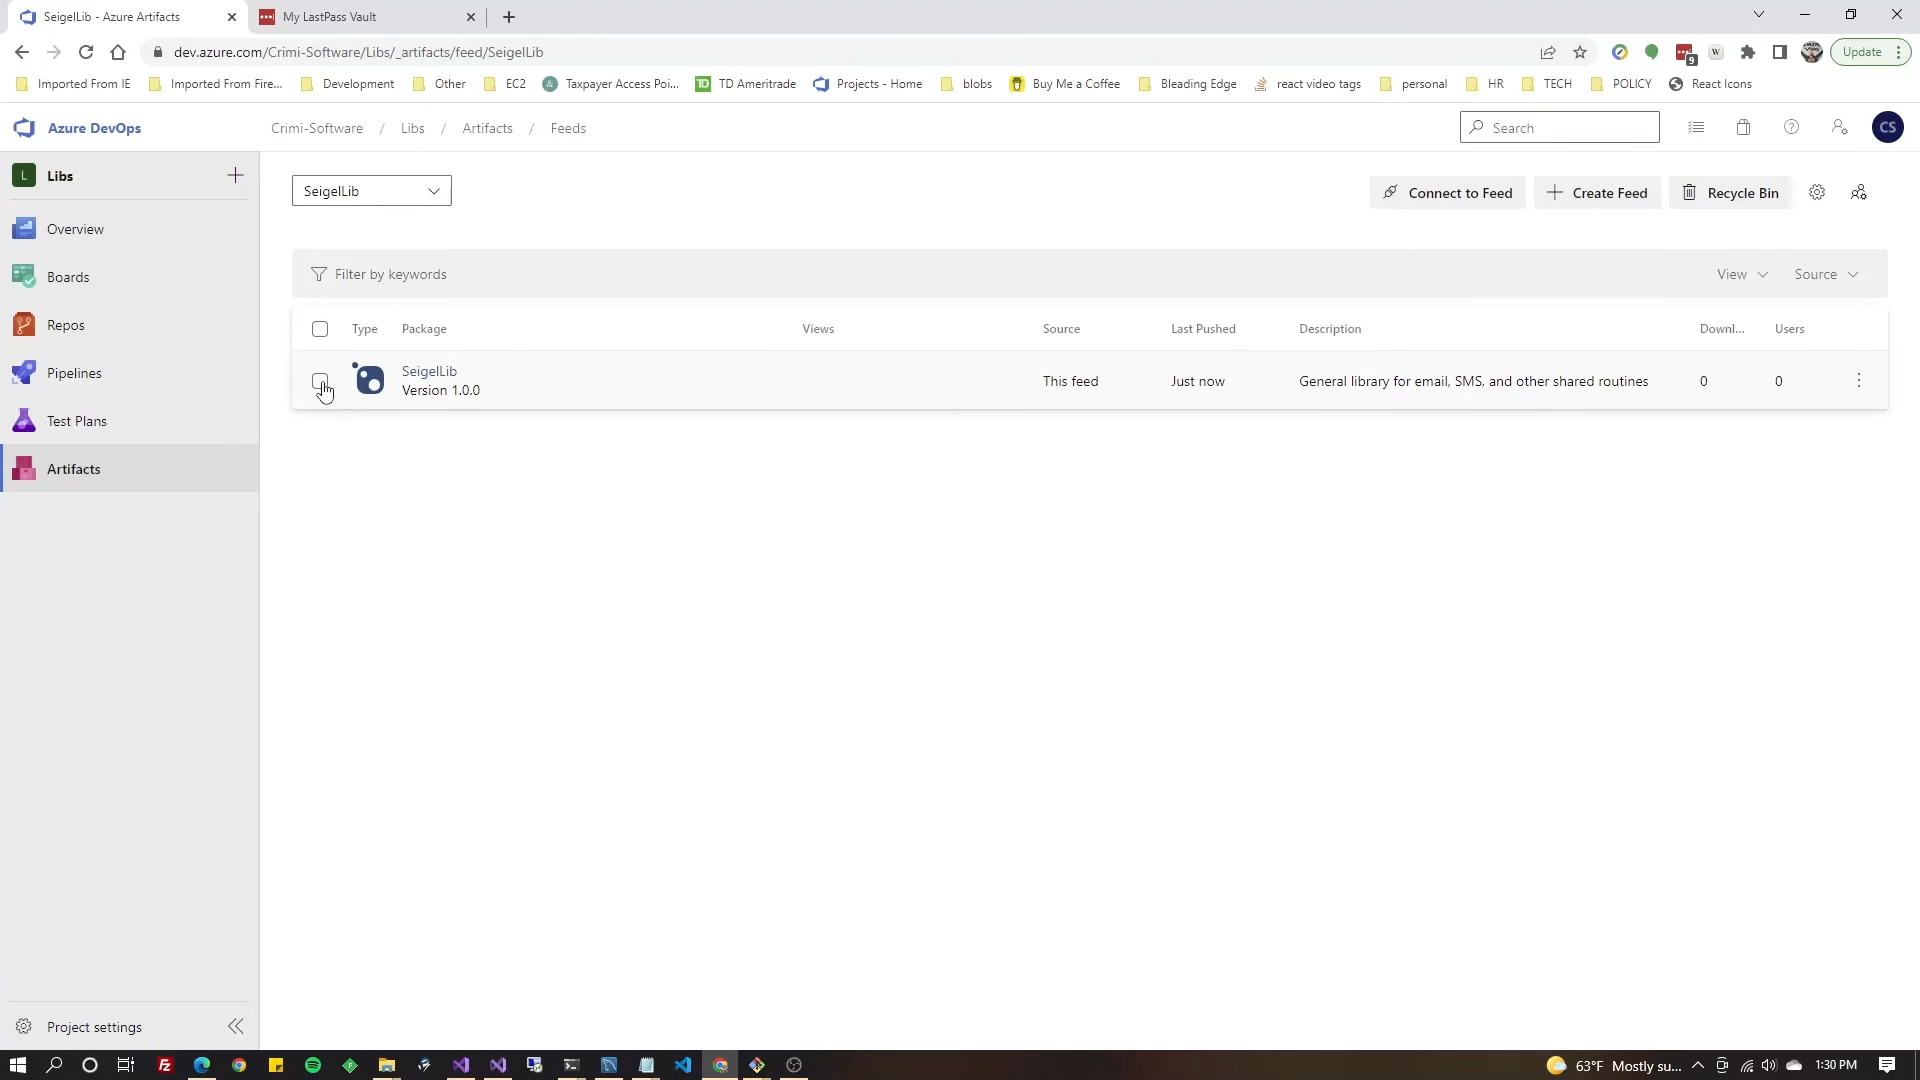 SeigelLib - Azure Artifacts
My LastPass Vault
dev.azure.com/Crimi-Software/Libs/_artifacts/feed/SeigelLib
9
W
Update
Imported From IE
Imported From Fire...
Development
Other
EC2
Taxpayer Access Poi...
TD Ameritrade
Projects - Home
blobs
Buy Me a Coffee
Bleading Edge
react video tags
personal
HR
TECH
POLICY
React Icons
Azure DevOps
Crimi-Software / Libs / Artifacts / Feeds
Search
CS
L Libs
Overview
Boards
Repos
Pipelines
Test Plans
Artifacts
Project settings
SeigelLib
Connect to Feed
Create Feed
Recycle Bin
Filter by keywords
View
Source
Type Package Views Source Last Pushed Description Downl... Users
SeigelLib
Version 1.0.0
This feed
Just now
General library for email, SMS, and other shared routines
0
0
63°F Mostly su...
1:30 PM